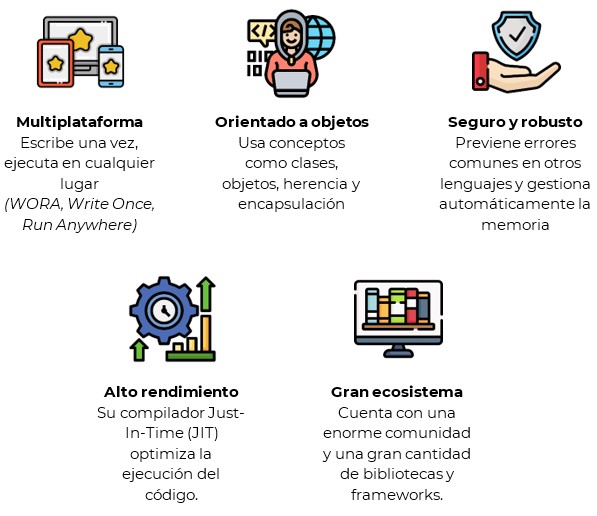 Multiplataforma
Escribe una vez,
ejecuta en cualquier
lugar
(WORA, Write Once,
Run Anywhere)
Orientado a objetos
Usa conceptos
como clases,
objetos, herencia y
encapsulación
Seguro y robusto
Previene errores
comunes en otros
lenguajes y gestiona
automáticamente la
memoria
Alto rendimiento
Su compilador Just-
In-Time (JIT)
optimiza la
ejecución del
código.
Gran ecosistema
Cuenta con una
enorme comunidad
y una gran cantidad
de bibliotecas y
frameworks.